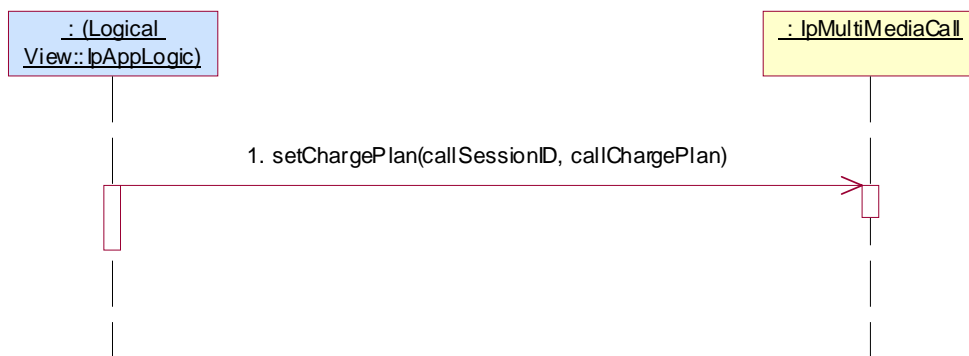 : (Logical
View::IpAppLogic)
: IpMultiMediaCall
1. setChargePlan(callSessionID, callChargePlan)